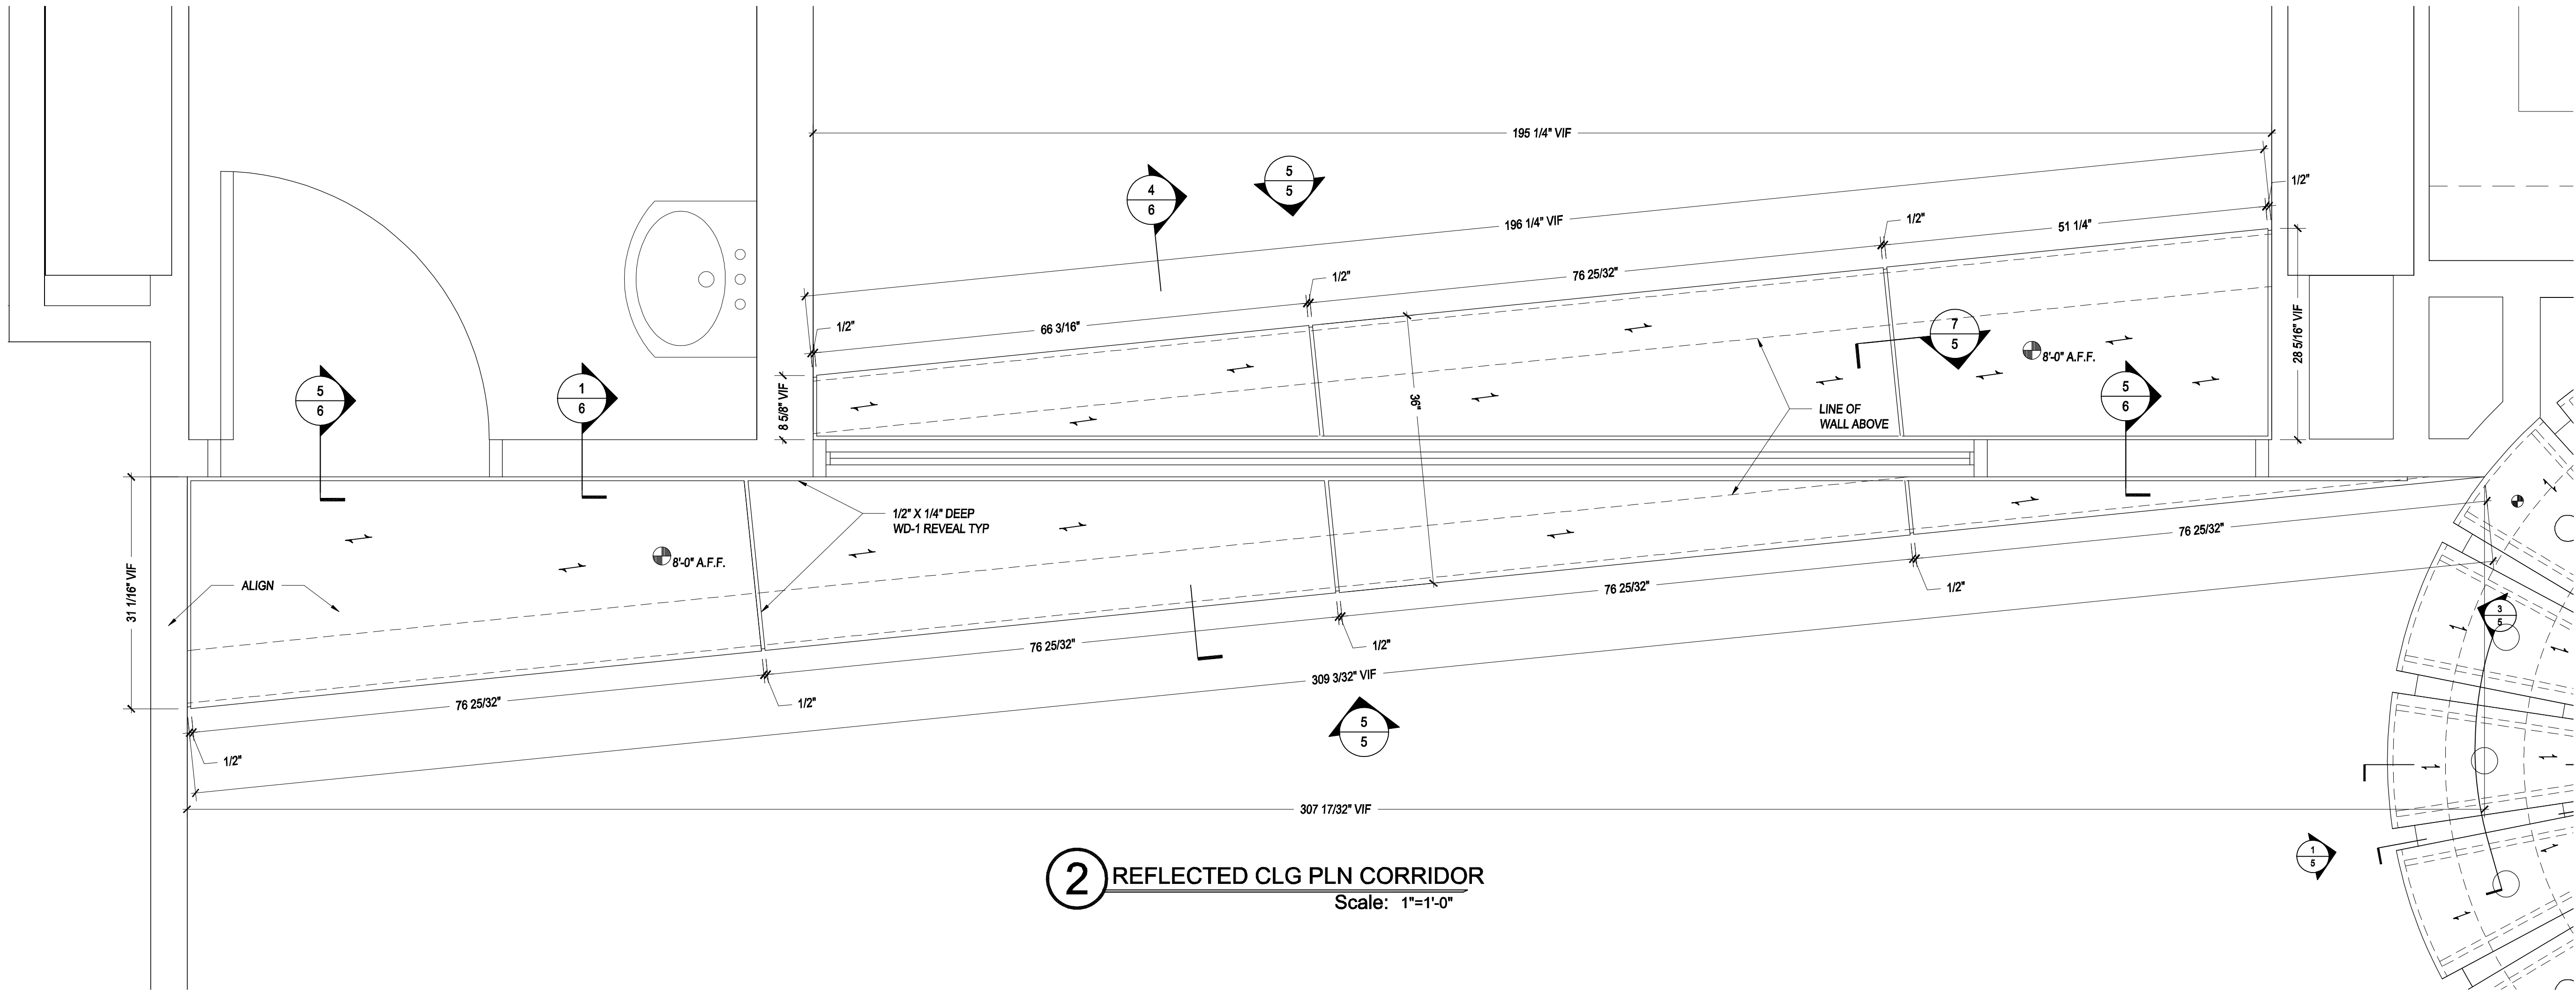 195 1/4" VIF
4
6
5
5
1/2"
196 1/4" VIF
1/2"
51 1/4"
1/2"
76 25/32"
1/2"
66 3/16"
7
5
8'-0" A.F.F.
28 5/16" VIF
5
6
1
6
8 5/8" VIF
36"
LINE OF
WALL ABOVE
5
6
1/2" X 1/4" DEEP
WD-1 REVEAL TYP
8'-0" A.F.F.
76 25/32"
31 1/16" VIF
ALIGN
76 25/32"
1/2"
3
5
76 25/32"
1/2"
309 3/32" VIF
76 25/32"
1/2"
5
5
1/2"
307 17/32" VIF
1
5
2
REFLECTED CLG PLN CORRIDOR
Scale: 1"=1'-0"